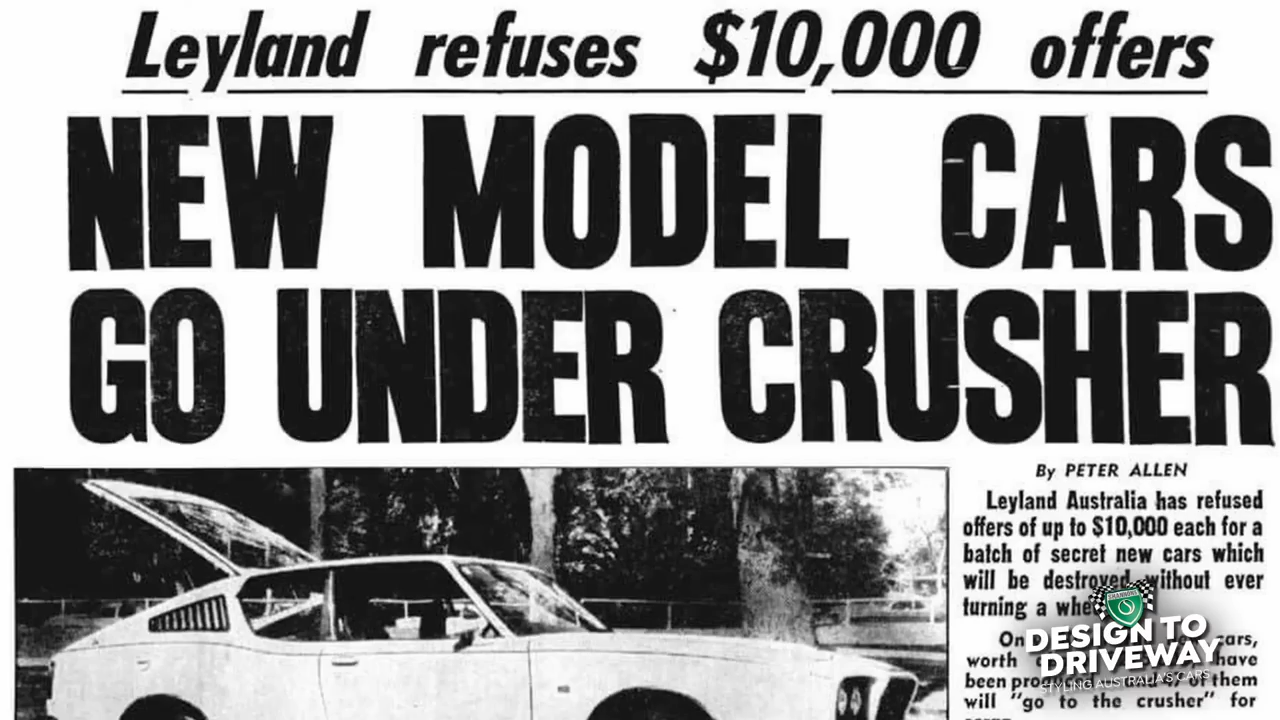 Leyland refuses $10,000 offers
NEW MODEL CARS
GO UNDER CRUSHER
By PETER ALLEN
Leyland Australia has refused
offers of up to $10,000 each for a
batch of secret new cars which
will be destroyed without ever
turning a
cars,
worth have
been of them
will "go to the crusher" for
SHANNONS
DESIGN TO
DRIVEWAY
STYLING AUSTRALIA'S CARS